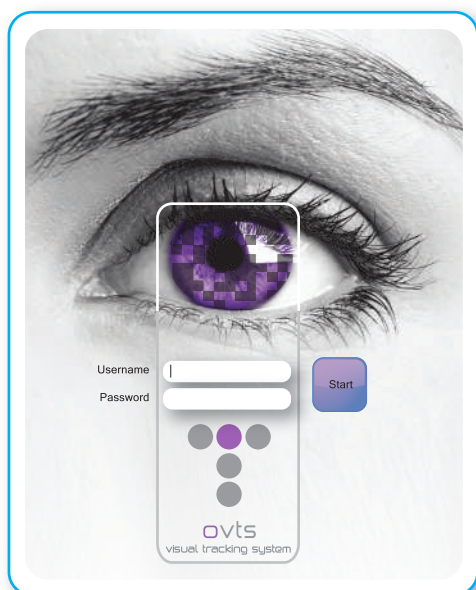 Username
Start
Password
ovts
visual tracking system